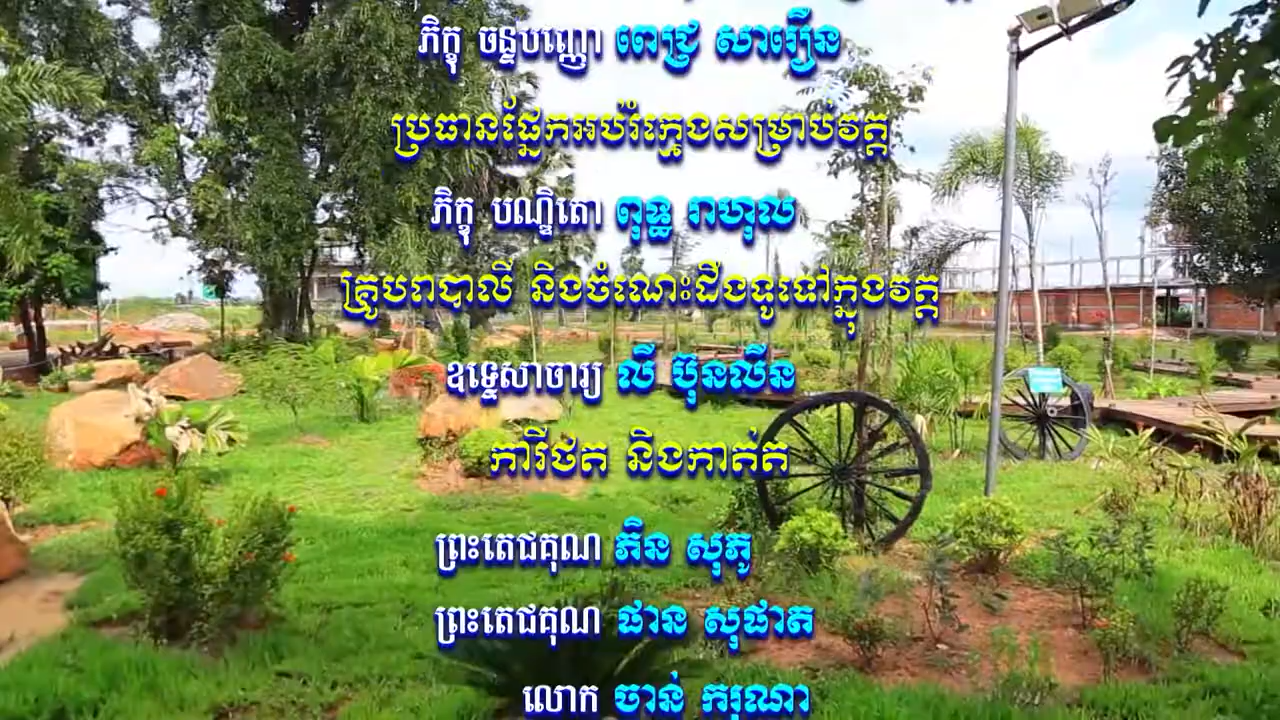 ភិក្ខុ ចន្ទបញ្ញោ ពេជ្រ សារឿន
ប្រធានផ្នែកអប់រំក្មេងសម្រាប់វត្ត
ភិក្ខុ បណ្ឌិតោ ពុទ្ធ រាហុល
គ្រូបរាបាលី និងចំណេះដឹងទូទៅក្នុងវត្ត
ឧទ្ទេសាចារ្យ លី ប៊ុនលីន
ការីថត និងកាត់ត
ព្រះតេជគុណ ភិន សុភូ
ព្រះតេជគុណ ផាន សុផាត
លោក ចាន់ ករុណា